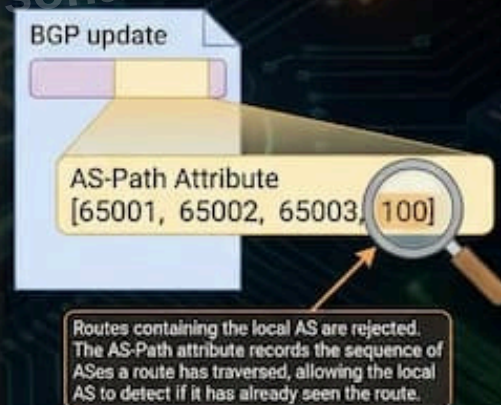 BGP update
AS-Path Attribute
[65001, 65002, 65003, 100]
Routes containing the local AS are rejected.
The AS-Path attribute records the sequence of
ASes a route has traversed, allowing the local
AS to detect if it has already seen the route.